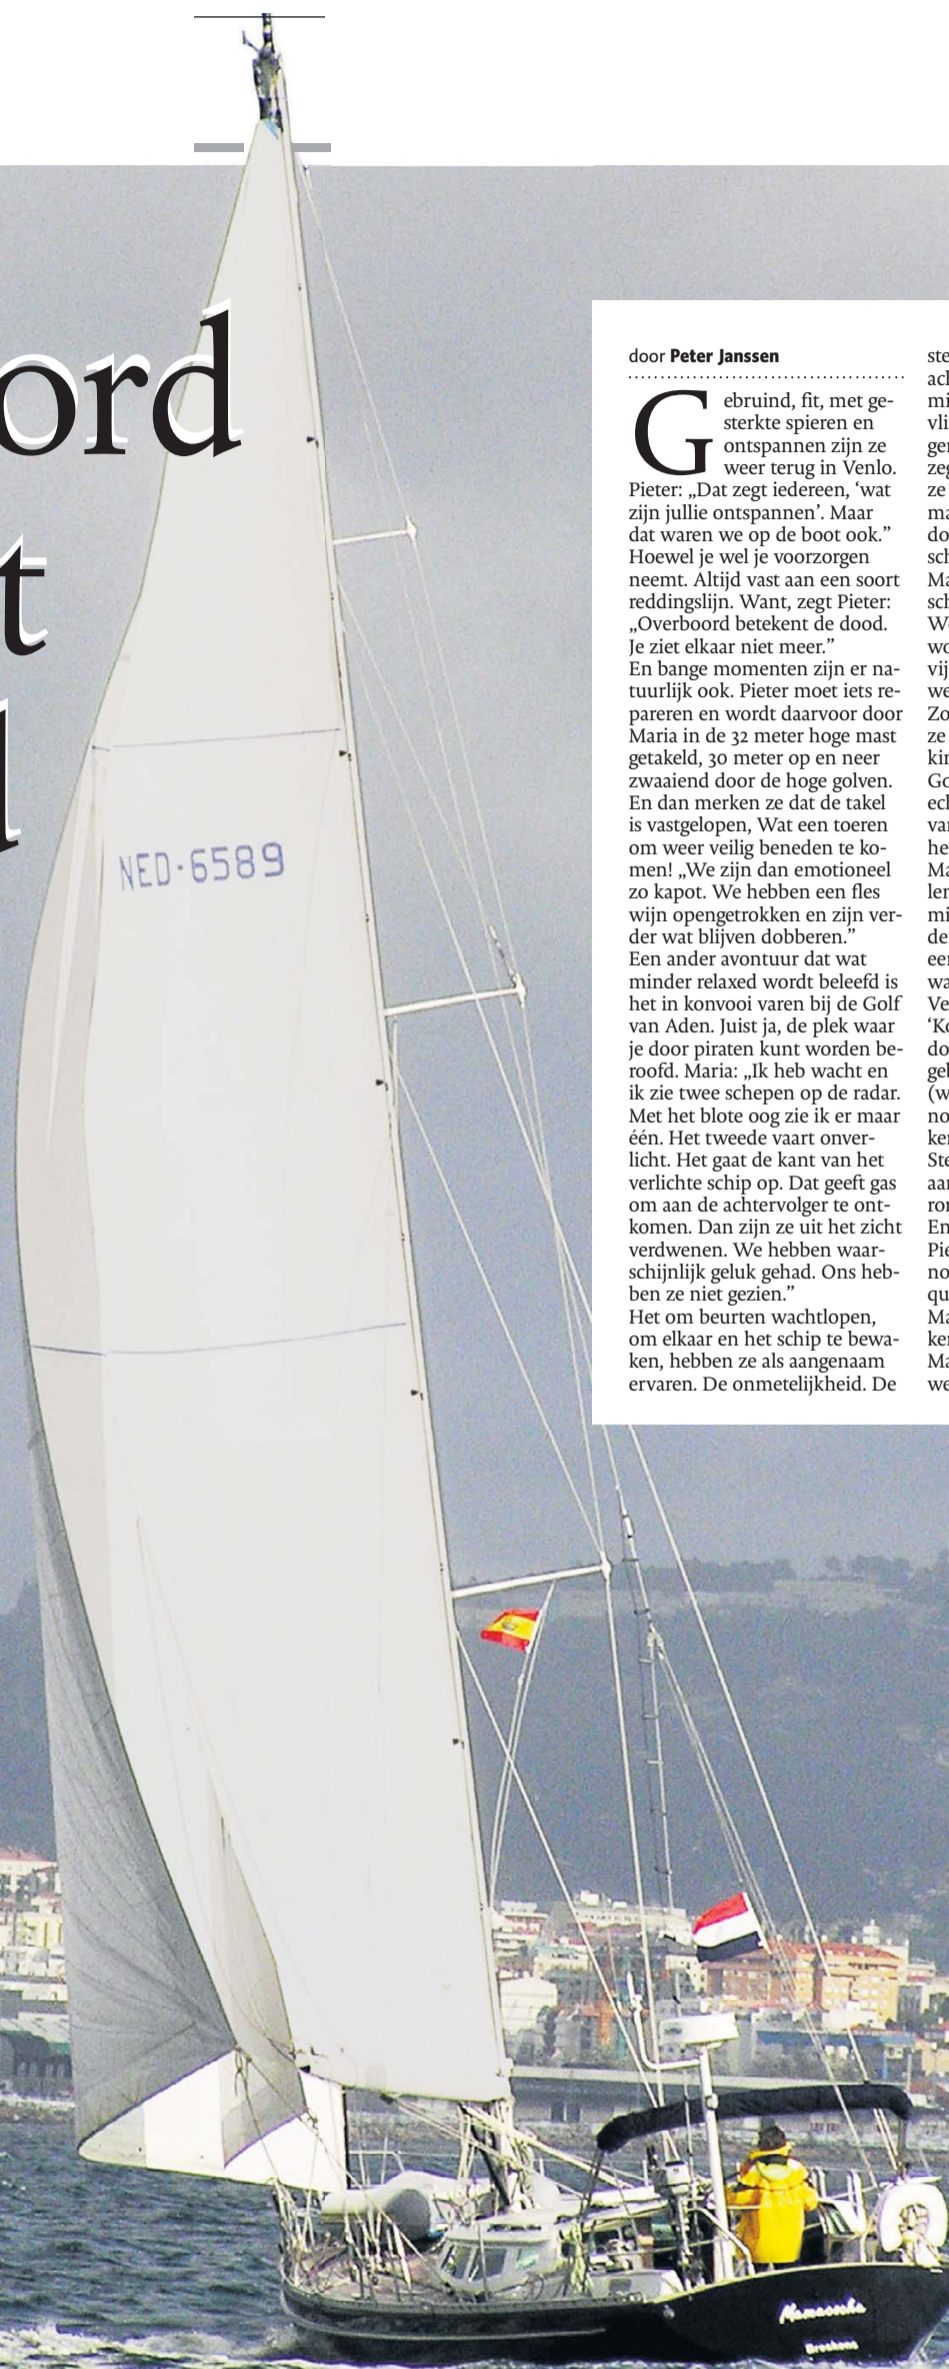 ord
t
d
NED-6589
door Peter Janssen
Gebruind, fit, met ge-
sterkte spieren en
ontspannen zijn ze
weer terug in Venlo.
Pieter: „Dat zegt iedereen, ‘wat
zijn jullie ontspannen’. Maar
dat waren we op de boot ook.”
Hoewel je wel je voorzorgen
neemt. Altijd vast aan een soort
reddingslijn. Want, zegt Pieter:
„Overboord betekent de dood.
Je ziet elkaar niet meer.”
En bange momenten zijn er na-
tuurlijk ook. Pieter moet iets re-
pareren en wordt daarvoor door
Maria in de 32 meter hoge mast
getakeld, 30 meter op en neer
zwaaiend door de hoge golven.
En dan merken ze dat de takel
is vastgelopen, Wat een toeren
om weer veilig beneden te ko-
men! „We zijn dan emotioneel
zo kapot. We hebben een fles
wijn opengetrokken en zijn ver-
der wat blijven dobberen.”
Een ander avontuur dat wat
minder relaxed wordt beleefd is
het in konvooi varen bij de Golf
van Aden. Juist ja, de plek waar
je door piraten kunt worden be-
roofd. Maria: „Ik heb wacht en
ik zie twee schepen op de radar.
Met het blote oog zie ik er maar
één. Het tweede vaart onver-
licht. Het gaat de kant van het
verlichte schip op. Dat geeft gas
om aan de achtervolger te ont-
komen. Dan zijn ze uit het zicht
verdwenen. We hebben waar-
schijnlijk geluk gehad. Ons heb-
ben ze niet gezien.”
Het om beurten wachtlopen,
om elkaar en het schip te bewa-
ken, hebben ze als aangenaam
ervaren. De onmetelijkheid. De
Breskens